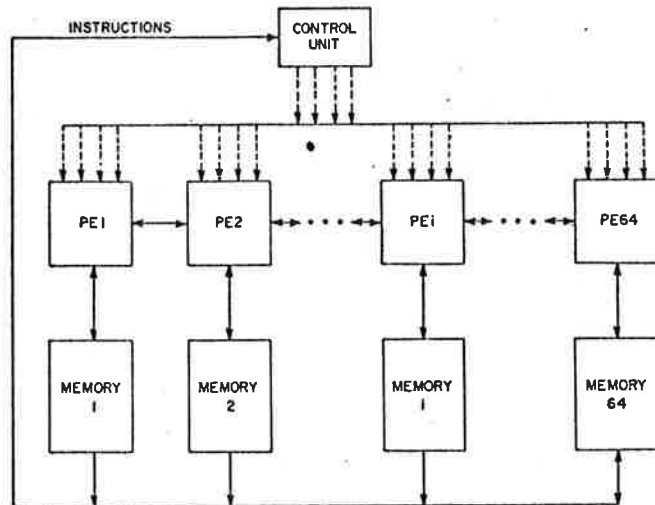 INSTRUCTIONS
CONTROL
UNIT
PE1
PE2
PEi
PE64
MEMORY
1
MEMORY
2
MEMORY
i
MEMORY
64